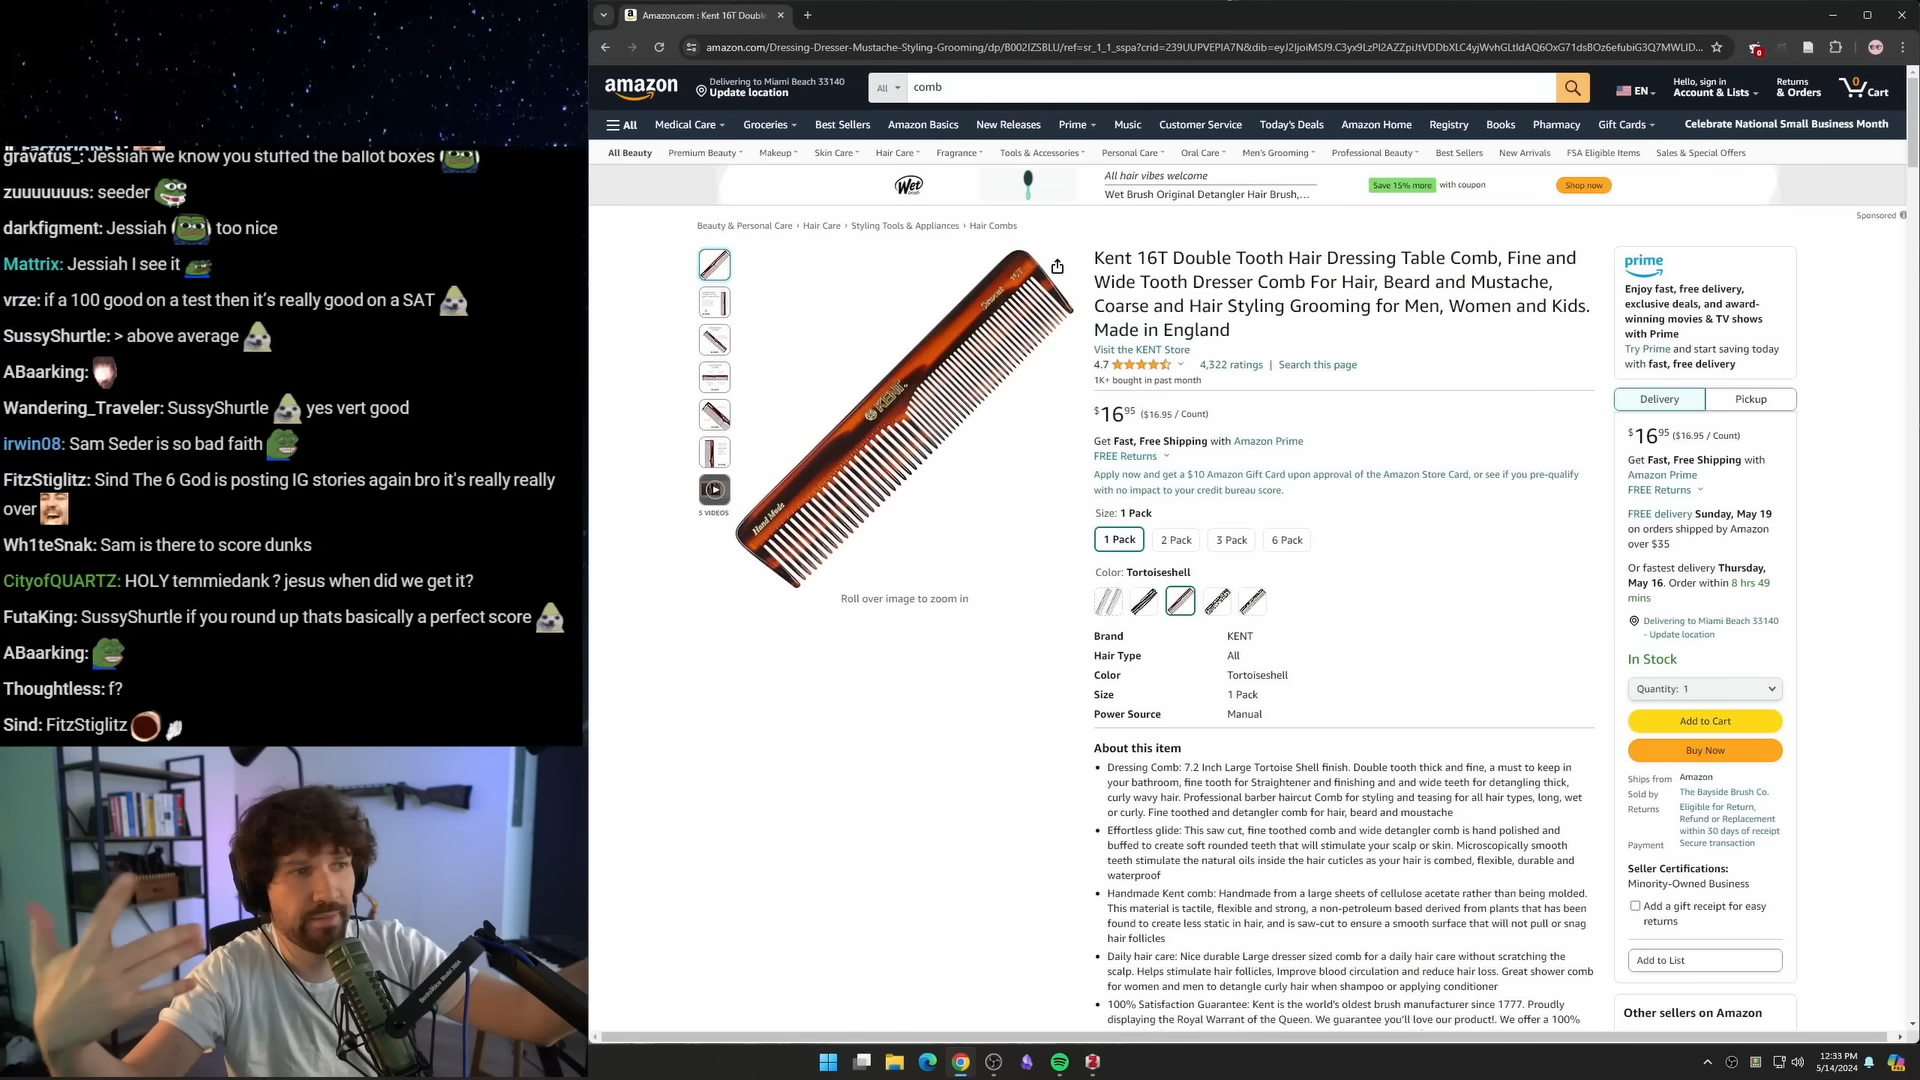 gravatus_: Jessiah we know you stuffed the ballot boxes
zuuuuuuus: seeder
darkfigment: Jessiah too nice
Mattrix: Jessiah I see it
vrze: if a 100 good on a test then it's really good on a SAT
SussyShurtle: > above average
ABaarking:
Wandering_Traveler: SussyShurtle yes vert good
irwin08: Sam Seder is so bad faith
FitzStiglitz: Sind The 6 God is posting IG stories again bro it's really really
over
Wh1teSnak: Sam is there to score dunks
CityofQUARTZ: HOLY temmiedank ? jesus when did we get it?
FutaKing: SussyShurtle if you round up thats basically a perfect score
ABaarking:
Thoughtless: f?
Sind: FitzStiglitz
Amazon.com : Kent 16T Double
amazon
Delivering to Miami Beach 33140
Update location
All
comb
EN
Hello, sign in
Account & Lists
Returns
& Orders
0
Cart
All
Medical Care
Groceries
Best Sellers
Amazon Basics
New Releases
Prime
Music
Customer Service
Today's Deals
Amazon Home
Registry
Books
Pharmacy
Gift Cards
Celebrate National Small Business Month
All Beauty
Premium Beauty
Makeup
Skin Care
Hair Care
Fragrance
Tools & Accessories
Personal Care
Oral Care
Men's Grooming
Professional Beauty
Best Sellers
New Arrivals
FSA Eligible Items
Sales & Special Offers
Wet
All hair vibes welcome
Wet Brush Original Detangler Hair Brush,...
Save 15% more with coupon
Shop now
Sponsored
Beauty & Personal Care › Hair Care › Styling Tools & Appliances › Hair Combs
5 VIDEOS
KENT
Hand Made
16T
Roll over image to zoom in
Kent 16T Double Tooth Hair Dressing Table Comb, Fine and
Wide Tooth Dresser Comb For Hair, Beard and Mustache,
Coarse and Hair Styling Grooming for Men, Women and Kids.
Made in England
Visit the KENT Store
4.7
4,322 ratings | Search this page
1K+ bought in past month
$16 95 ($16.95 / Count)
Get Fast, Free Shipping with Amazon Prime
FREE Returns
Apply now and get a $10 Amazon Gift Card upon approval of the Amazon Store Card, or see if you pre-qualify
with no impact to your credit bureau score.
Size: 1 Pack
1 Pack
2 Pack
3 Pack
6 Pack
Color: Tortoiseshell
Brand KENT
Hair Type All
Color Tortoiseshell
Size 1 Pack
Power Source Manual
About this item
• Dressing Comb: 7.2 Inch Large Tortoise Shell finish. Double tooth thick and fine, a must to keep in
your bathroom, fine tooth for Straightener and finishing and and wide teeth for detangling thick,
curly wavy hair. Professional barber haircut Comb for styling and teasing for all hair types, long, wet
or curly. Fine toothed and detangler comb for hair, beard and moustache
• Effortless glide: This saw cut, fine toothed comb and wide detangler comb is hand polished and
buffed to create soft rounded teeth that will stimulate your scalp or skin. Microscopically smooth
teeth stimulate the natural oils inside the hair cuticles as your hair is combed, flexible, durable and
waterproof
• Handmade Kent comb: Handmade from a large sheets of cellulose acetate rather than being molded.
This material is tactile, flexible and strong, a non-petroleum based derived from plants that has been
found to create less static in hair, and is saw-cut to ensure a smooth surface that will not pull or snag
hair follicles
• Daily hair care: Nice durable Large dresser sized comb for a daily hair care without scratching the
scalp. Helps stimulate hair follicles, Improve blood circulation and reduce hair loss. Great shower comb
for women and men to detangle curly hair when shampoo or applying conditioner
• 100% Satisfaction Guarantee: Kent is the world's oldest brush manufacturer since 1777. Proudly
displaying the Royal Warrant of the Queen. We guarantee you'll love our product!. We offer a 100%
prime
Enjoy fast, free delivery,
exclusive deals, and award-
winning movies & TV shows
with Prime
Try Prime and start saving today
with fast, free delivery
Delivery
Pickup
$16 95 ($16.95 / Count)
Get Fast, Free Shipping with
Amazon Prime
FREE Returns
FREE delivery Sunday, May 19
on orders shipped by Amazon
over $35
Or fastest delivery Thursday,
May 16. Order within 8 hrs 49
mins
Delivering to Miami Beach 33140
- Update location
In Stock
Quantity: 1
Add to Cart
Buy Now
Ships from Amazon
Sold by The Bayside Brush Co.
Returns Eligible for Return,
Refund or Replacement
within 30 days of receipt
Payment Secure transaction
Seller Certifications:
Minority-Owned Business
Add a gift receipt for easy
returns
Add to List
Other sellers on Amazon
12:33 PM
5/14/2024